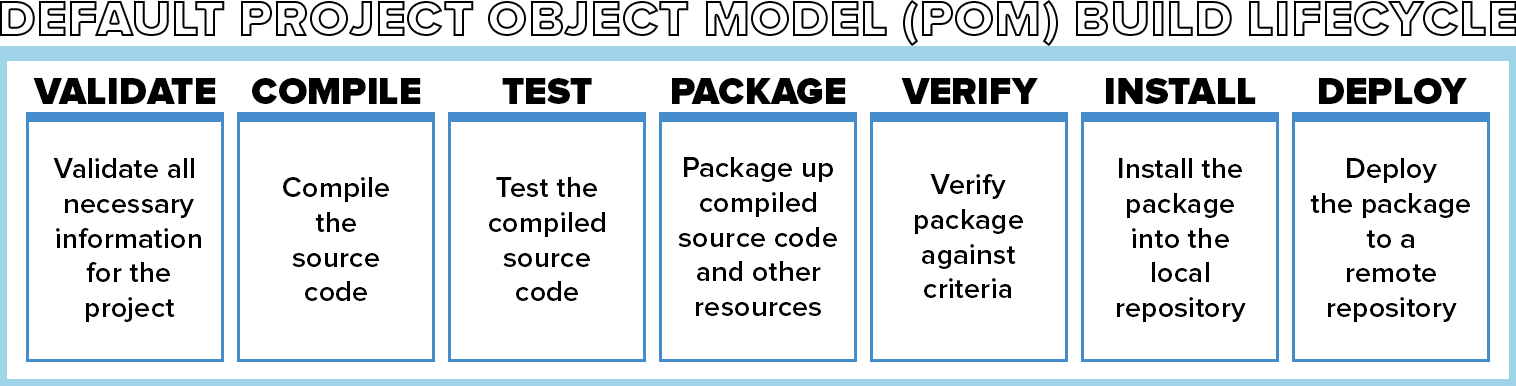 DEFAULT PROJECT OBJECT MODEL (POM) BUILD LIFECYCLE
VALIDATE
Validate all
necessary
information
for the
project
COMPILE
Compile
the
source
code
TEST
Test the
compiled
source
code
PACKAGE
Package up
compiled
source code
and other
resources
VERIFY
Verify
package
against
criteria
INSTALL
Install the
package
into the
local
repository
DEPLOY
Deploy
the package
to a
remote
repository